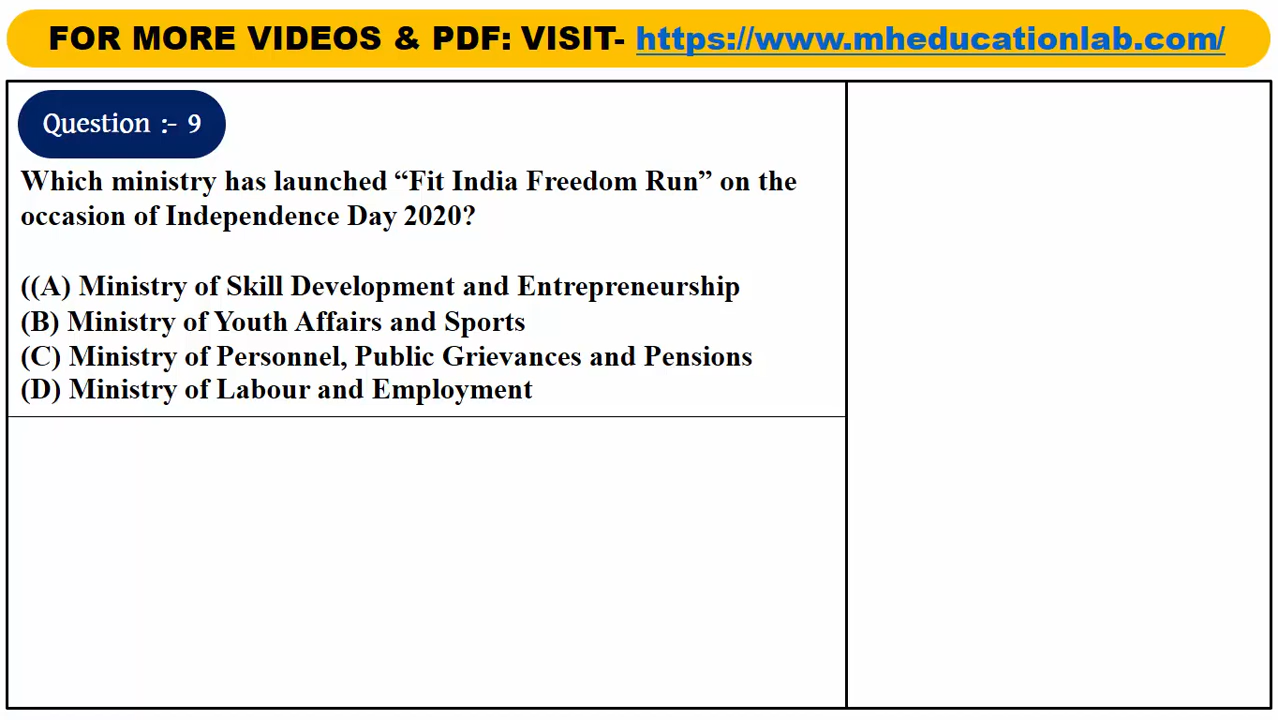 FOR MORE VIDEOS & PDF: VISIT- https://www.mheducationlab.com/
Question :- 9
Which ministry has launched “Fit India Freedom Run” on the
occasion of Independence Day 2020?
((A) Ministry of Skill Development and Entrepreneurship
(B) Ministry of Youth Affairs and Sports
(C) Ministry of Personnel, Public Grievances and Pensions
(D) Ministry of Labour and Employment